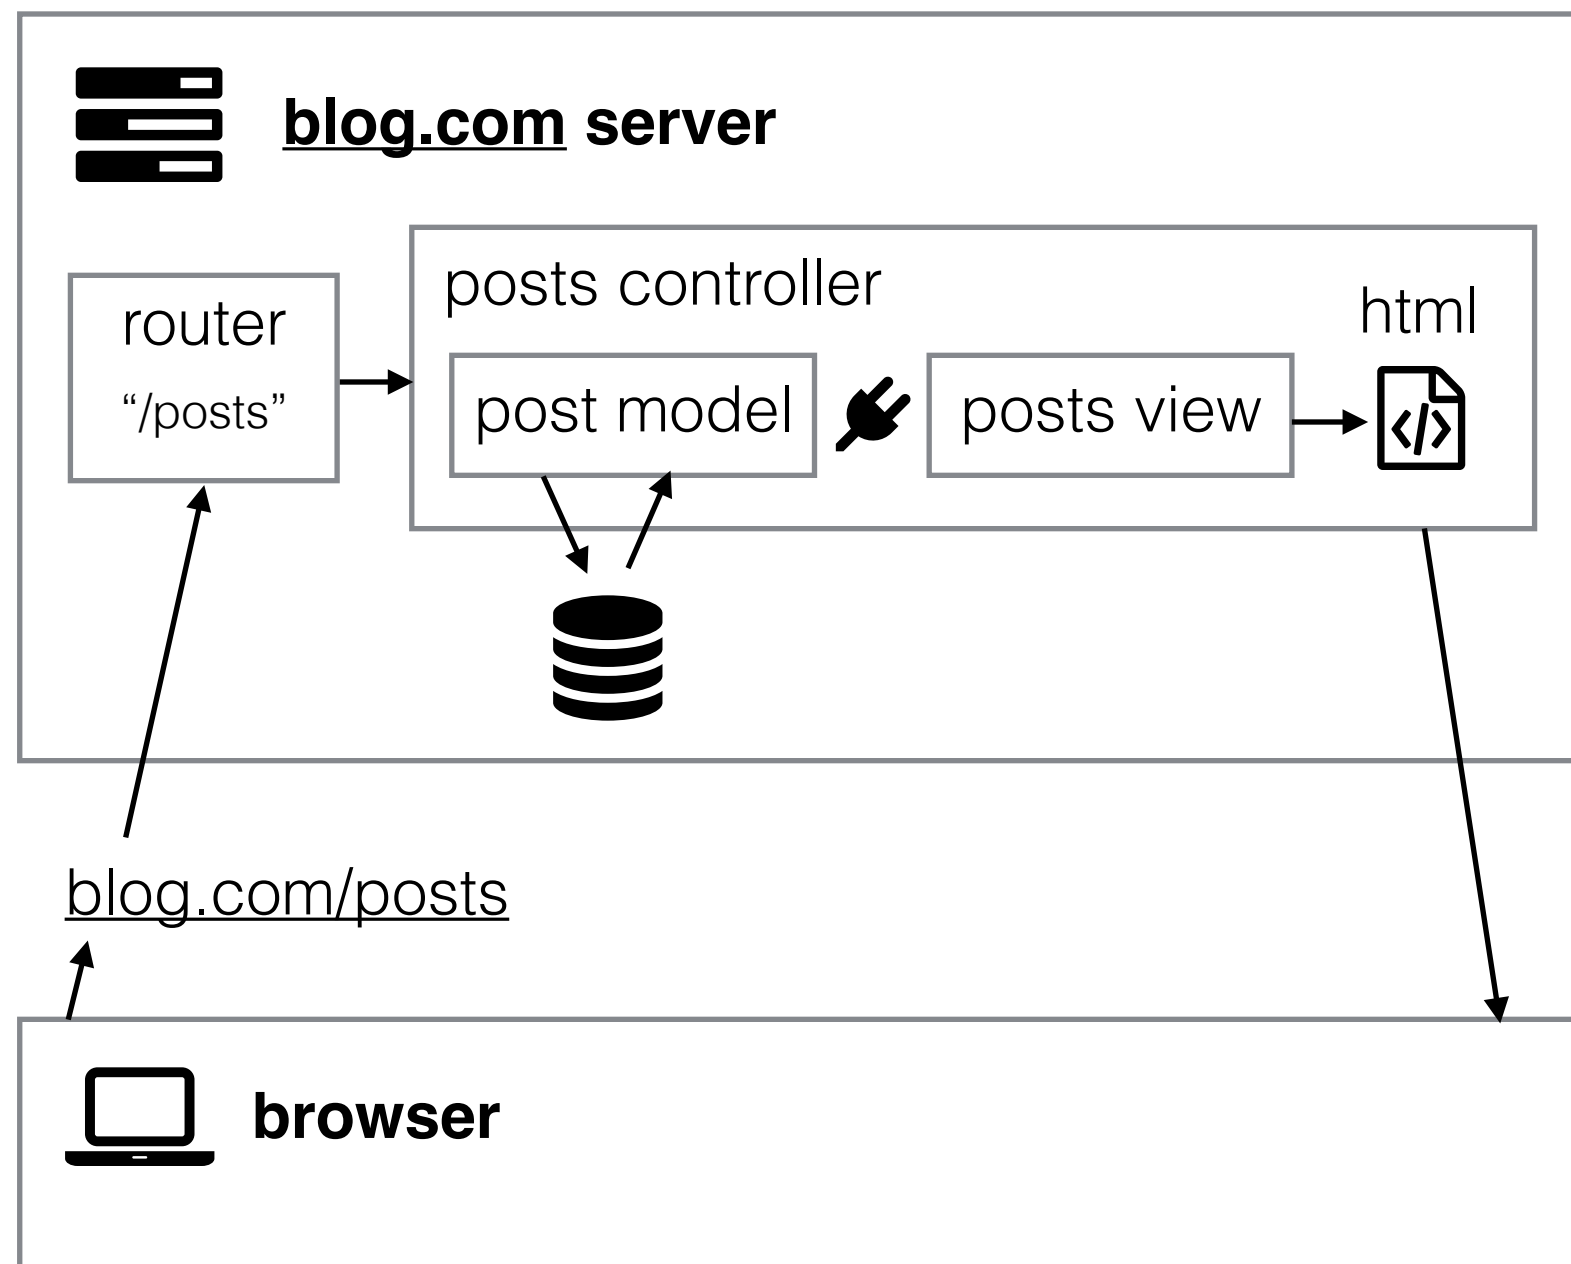 blog.com server
posts controller
html
router
“/posts”
post model
posts view
blog.com/posts
browser